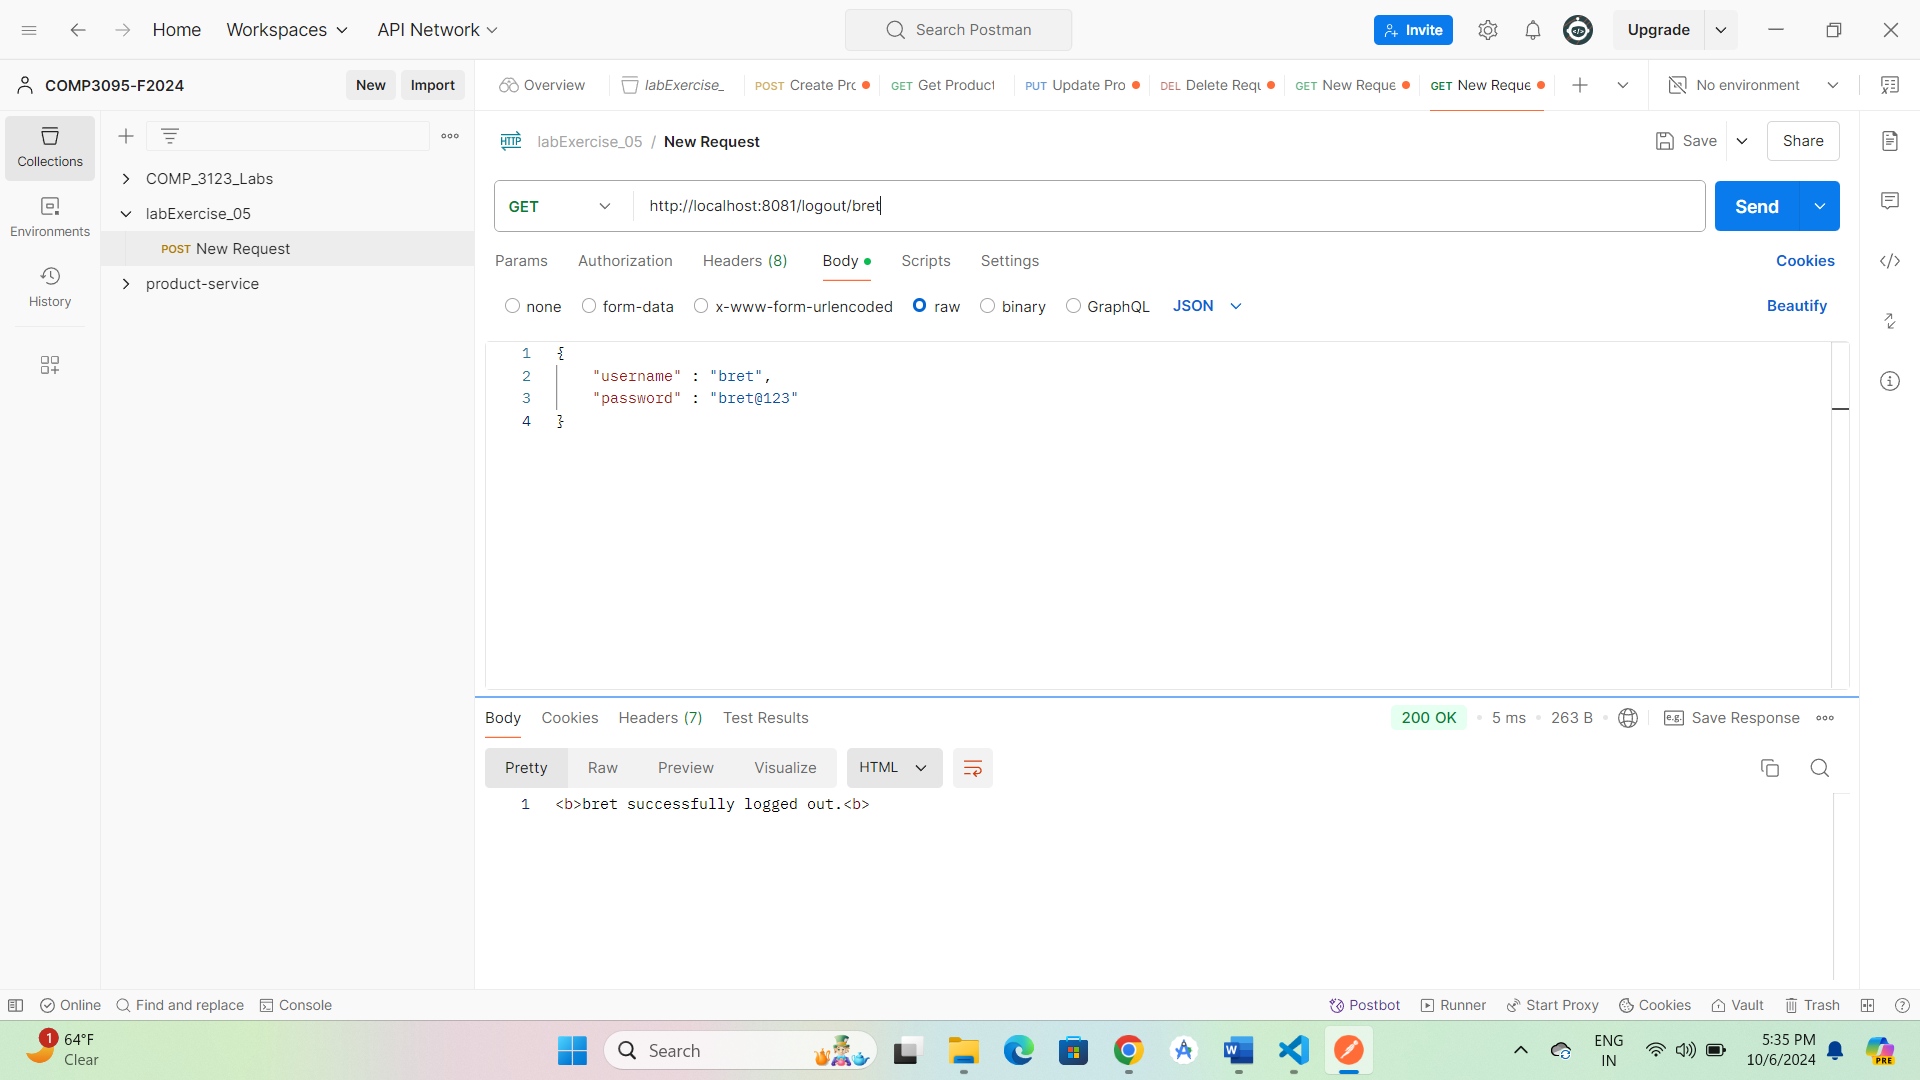 Home Workspaces API Network Search Postman Invite Upgrade
COMP3095-F2024 New Import Overview labExercise_ POST Create Prc GET Get Product PUT Update Pro DEL Delete Requ GET New Reque GET New Reque No environment
Collections
Environments
History
COMP_3123_Labs
labExercise_05
POST New Request
product-service
HTTP labExercise_05 / New Request Save Share
GET http://localhost:8081/logout/bret Send
Params Authorization Headers (8) Body Scripts Settings Cookies
none form-data x-www-form-urlencoded raw binary GraphQL JSON Beautify
1 {
2 "username" : "bret",
3 "password" : "bret@123"
4 }
Body Cookies Headers (7) Test Results 200 OK 5 ms 263 B e.g. Save Response
Pretty Raw Preview Visualize HTML
1 <b>bret successfully logged out.<b>
Online Find and replace Console Postbot Runner Start Proxy Cookies Vault Trash
1 64°F
Clear
Search
ENG
IN
5:35 PM
10/6/2024
PRE